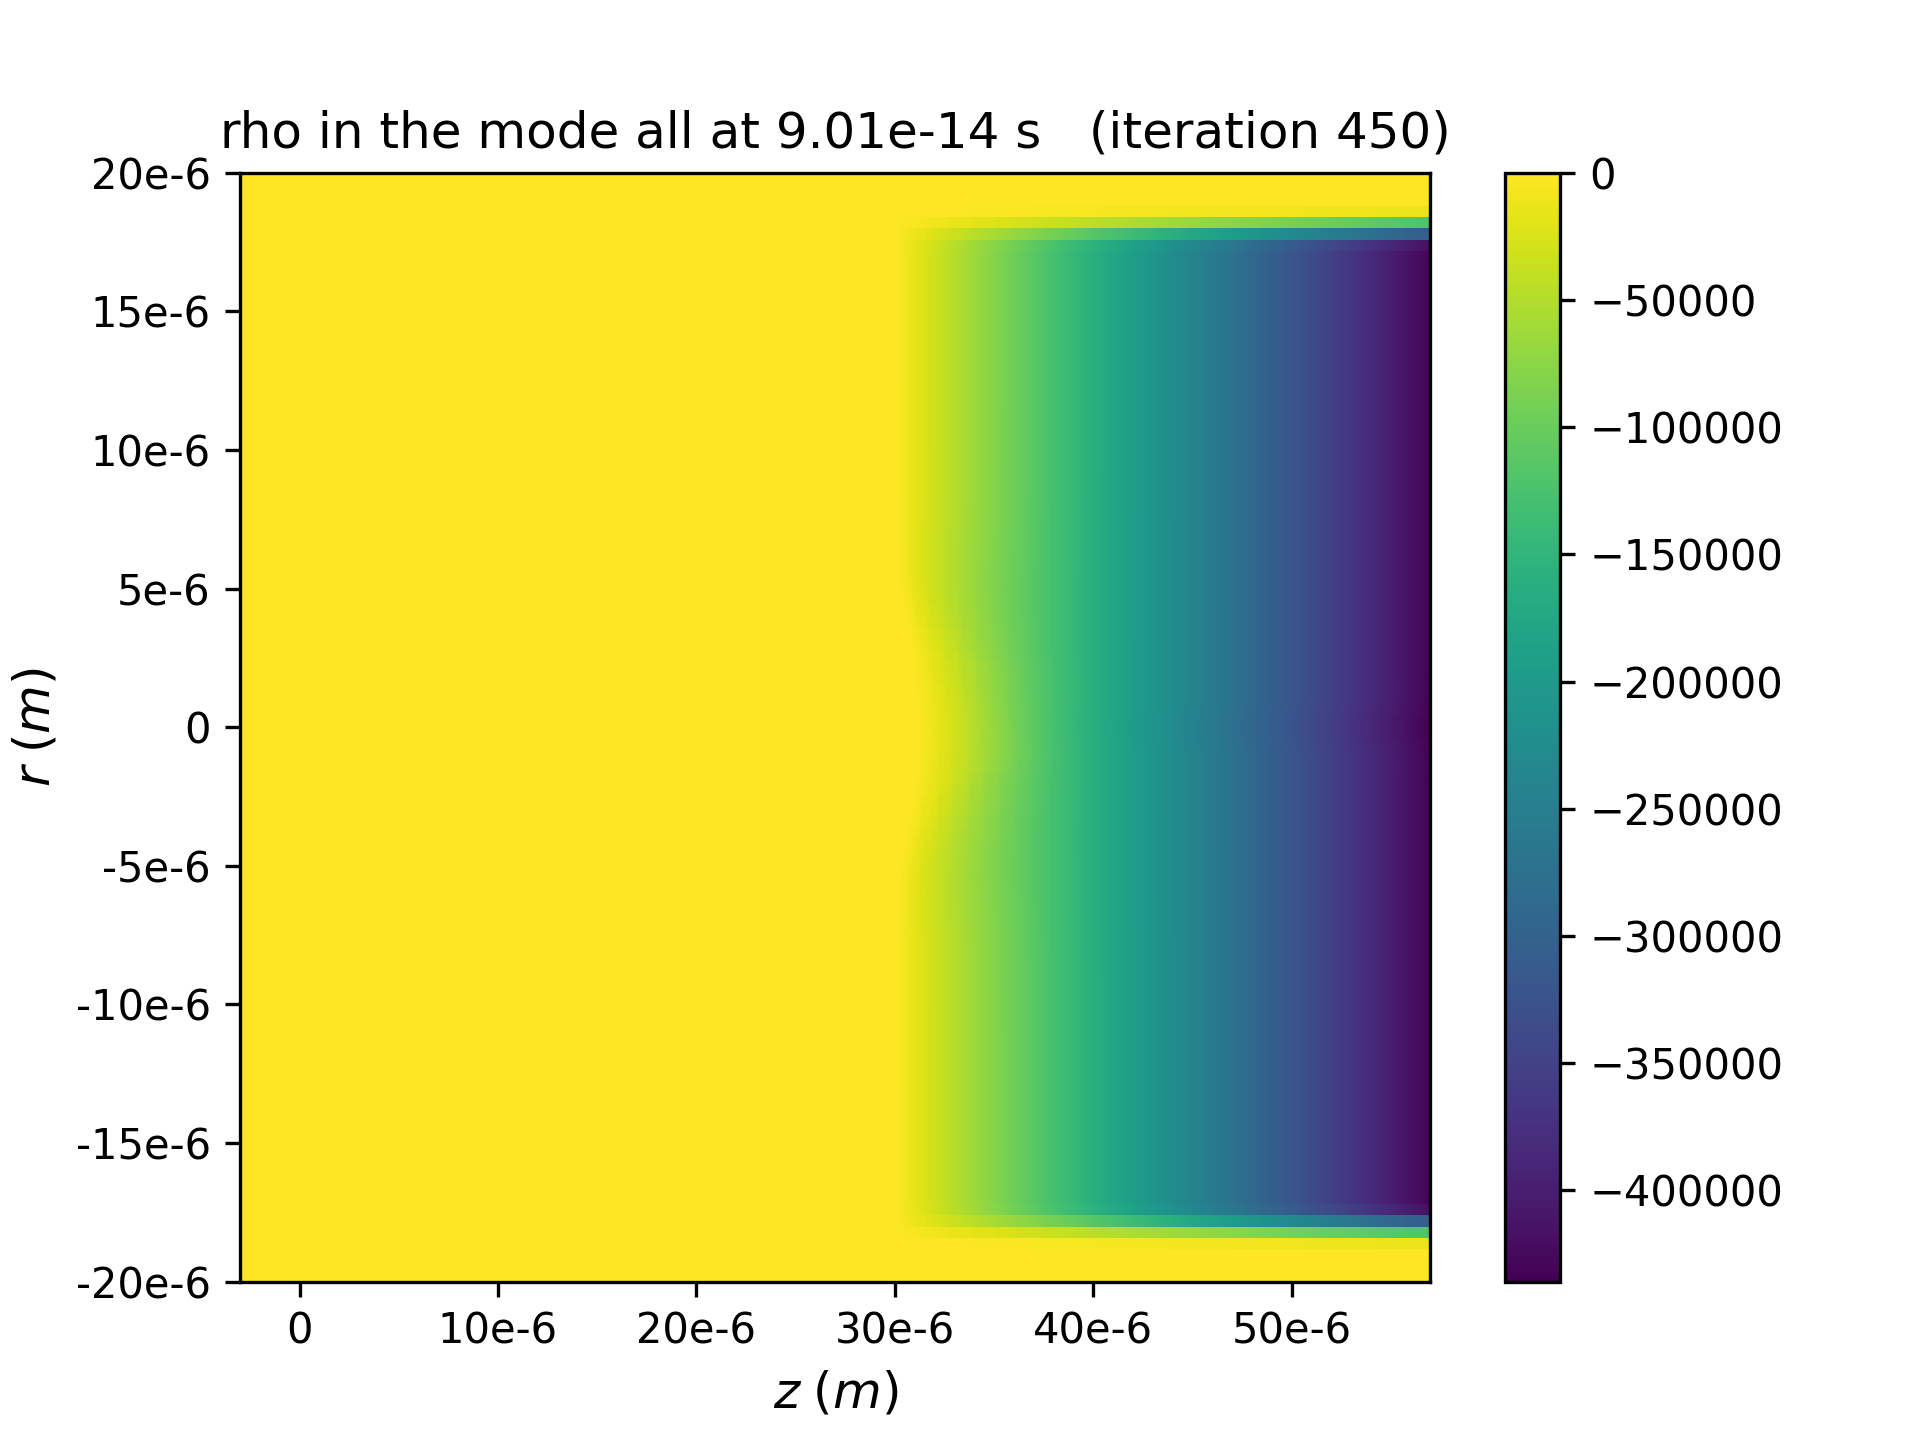 rho in the mode all at 9.01e-14 s   (iteration 450)
20e-6
15e-6
10e-6
5e-6
0
-5e-6
-10e-6
-15e-6
-20e-6
r (m)
0
10e-6
20e-6
30e-6
40e-6
50e-6
z (m)
0
−50000
−100000
−150000
−200000
−250000
−300000
−350000
−400000